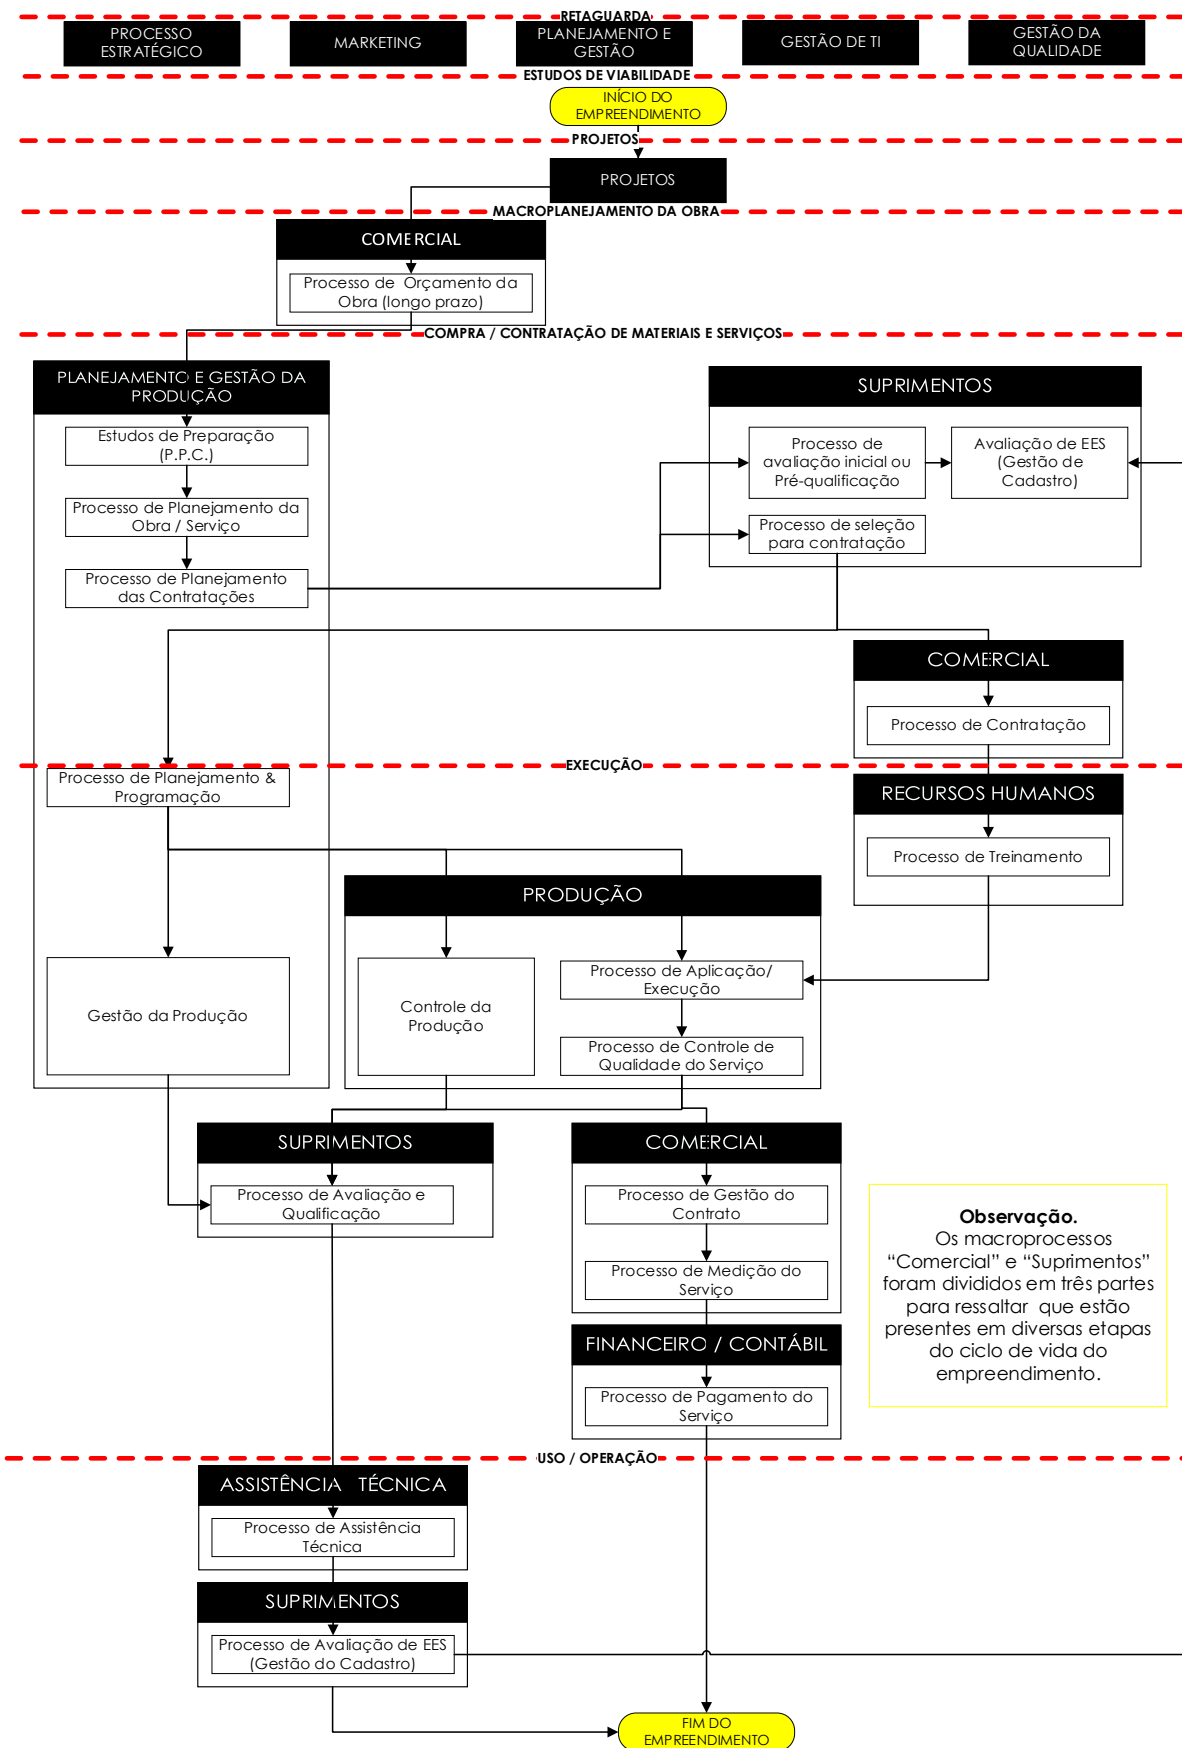 RETAGUARDA
PROCESSO
ESTRATÉGICO
MARKETING
PLANEJAMENTO E
GESTÃO
GESTÃO DE TI
GESTÃO DA
QUALIDADE
ESTUDOS DE VIABILIDADE
INÍCIO DO
EMPREENDIMENTO
PROJETOS
PROJETOS
MACROPLANEJAMENTO DA OBRA
COMERCIAL
Processo de Orçamento da
Obra (longo prazo)
COMPRA / CONTRATAÇÃO DE MATERIAIS E SERVIÇOS
PLANEJAMENTO E GESTÃO DA
PRODUÇÃO
Estudos de Preparação
(P.P.C.)
Processo de Planejamento da
Obra / Serviço
Processo de Planejamento
das Contratações
SUPRIMENTOS
Processo de
avaliação inicial ou
Pré-qualificação
Avaliação de EES
(Gestão de
Cadastro)
Processo de seleção
para contratação
COMERCIAL
Processo de Contratação
EXECUÇÃO
Processo de Planejamento &
Programação
RECURSOS HUMANOS
Processo de Treinamento
PRODUÇÃO
Gestão da Produção
Controle da
Produção
Processo de Aplicação/
Execução
Processo de Controle de
Qualidade do Serviço
SUPRIMENTOS
Processo de Avaliação e
Qualificação
COMERCIAL
Processo de Gestão do
Contrato
Processo de Medição do
Serviço
Observação.
Os macroprocessos
“Comercial” e “Suprimentos”
foram divididos em três partes
para ressaltar que estão
presentes em diversas etapas
do ciclo de vida do
empreendimento.
FINANCEIRO / CONTÁBIL
Processo de Pagamento do
Serviço
USO / OPERAÇÃO
ASSISTÊNCIA TÉCNICA
Processo de Assistência
Técnica
SUPRIMENTOS
Processo de Avaliação de EES
(Gestão do Cadastro)
FIM DO
EMPREENDIMENTO